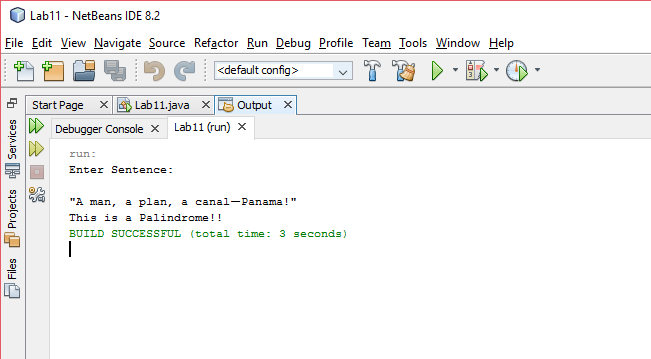 Lab11 - NetBeans IDE 8.2
File Edit View Navigate Source Refactor Run Debug Profile Team Tools Window Help
<default config>
Start Page Lab11.java Output
Debugger Console Lab11 (run)
Services
Projects
Files
run:
Enter Sentence:
"A man, a plan, a canal—Panama!"
This is a Palindrome!!
BUILD SUCCESSFUL (total time: 3 seconds)